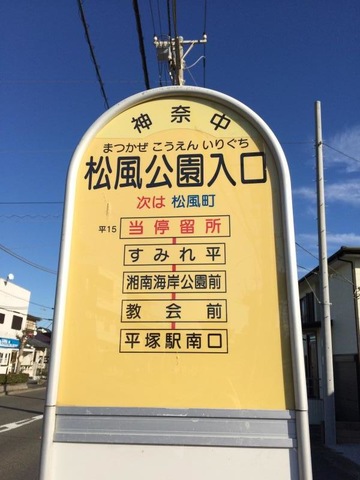 神奈中
まつかぜ こうえん いりぐち
松風公園入口
次は 松風町
平15 当停留所
すみれ平
湘南海岸公園前
教会前
平塚駅南口